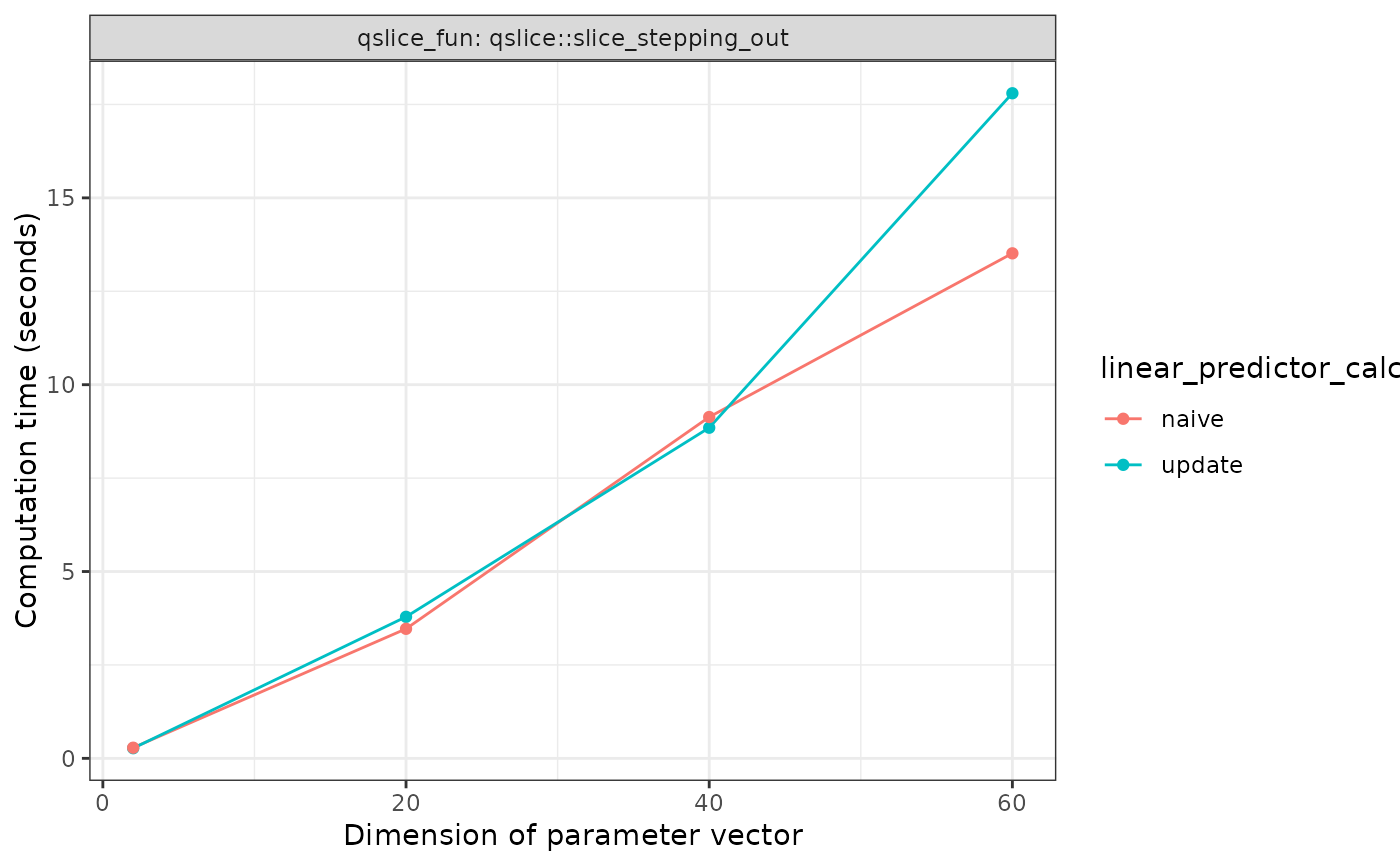 qslice_fun: qslice::slice_stepping_out
Computation time (seconds)
15
10
5
0
0 20 40 60
Dimension of parameter vector
linear_predictor_calc
naive
update